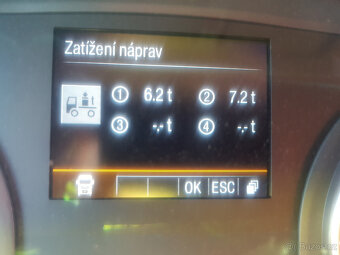 Zatížení náprav
① 6.2 t ② 7.2 t
③ -.- t ④ -.- t
OK ESC